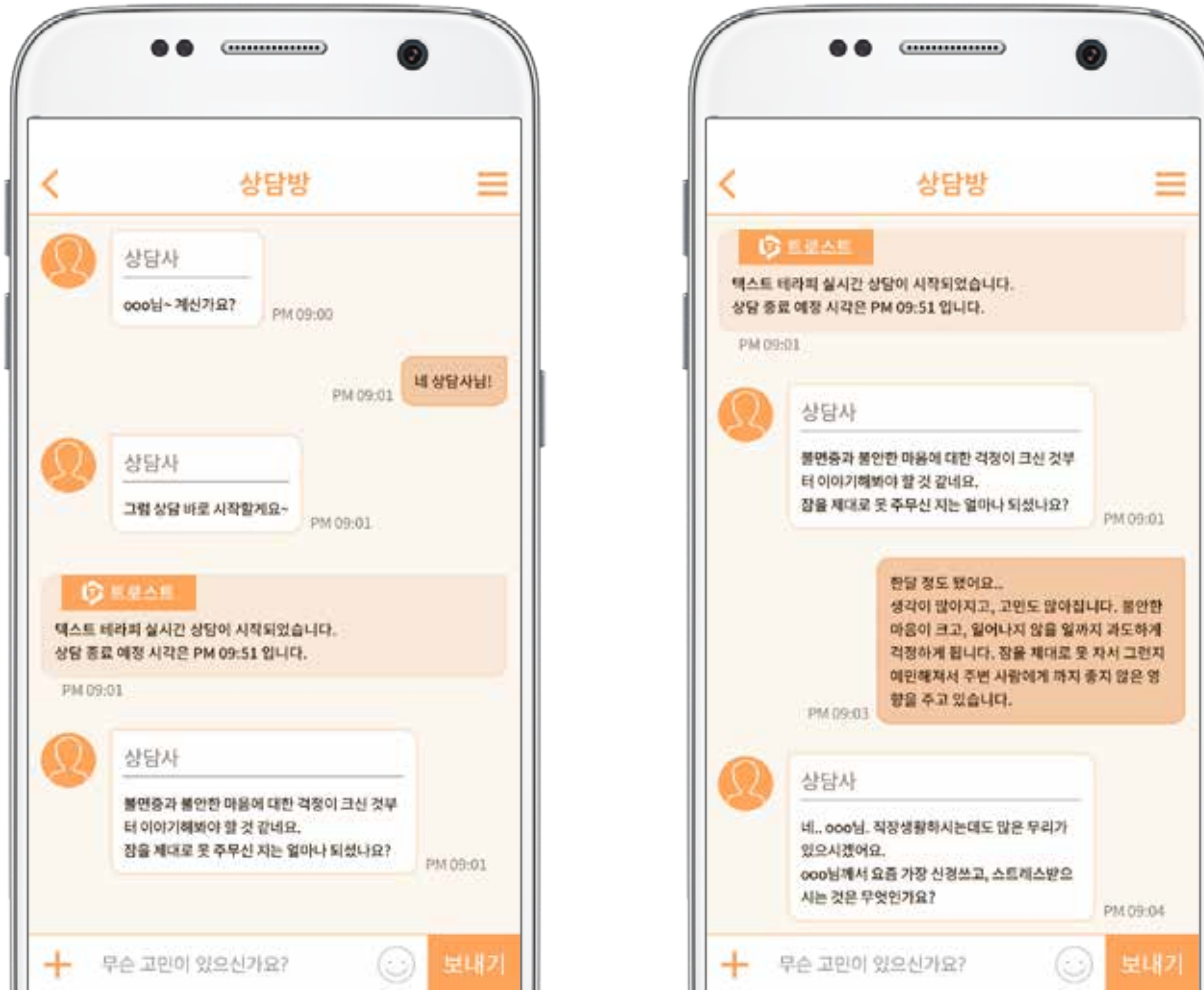 상담방
상담사
ooo님~ 계신가요?
PM 09:00
네 상담사님!
PM 09:01
상담사
그럼 상담 바로 시작할게요~
PM 09:01
트로스트
텍스트 테라피 실시간 상담이 시작되었습니다.
상담 종료 예정 시각은 PM 09:51 입니다.
PM 09:01
상담사
불면증과 불안한 마음에 대한 걱정이 크신 것부
터 이야기해봐야 할 것 같네요.
잠을 제대로 못 주무신 지는 얼마나 되셨나요?
PM 09:01
무슨 고민이 있으신가요?
보내기
상담방
트로스트
텍스트 테라피 실시간 상담이 시작되었습니다.
상담 종료 예정 시각은 PM 09:51 입니다.
PM 09:01
상담사
불면증과 불안한 마음에 대한 걱정이 크신 것부
터 이야기해봐야 할 것 같네요.
잠을 제대로 못 주무신 지는 얼마나 되셨나요?
PM 09:01
한달 정도 됐어요..
생각이 많아지고, 고민도 많아집니다. 불안한
마음이 크고, 일어나지 않을 일까지 과도하게
걱정하게 됩니다. 잠을 제대로 못 자서 그런지
예민해져서 주변 사람에게 까지 좋지 않은 영
향을 주고 있습니다.
PM 09:03
상담사
네.. ooo님. 직장생활하시는데도 많은 무리가
있으시겠어요.
ooo님께서 요즘 가장 신경쓰고, 스트레스받으
시는 것은 무엇인가요?
PM 09:04
무슨 고민이 있으신가요?
보내기